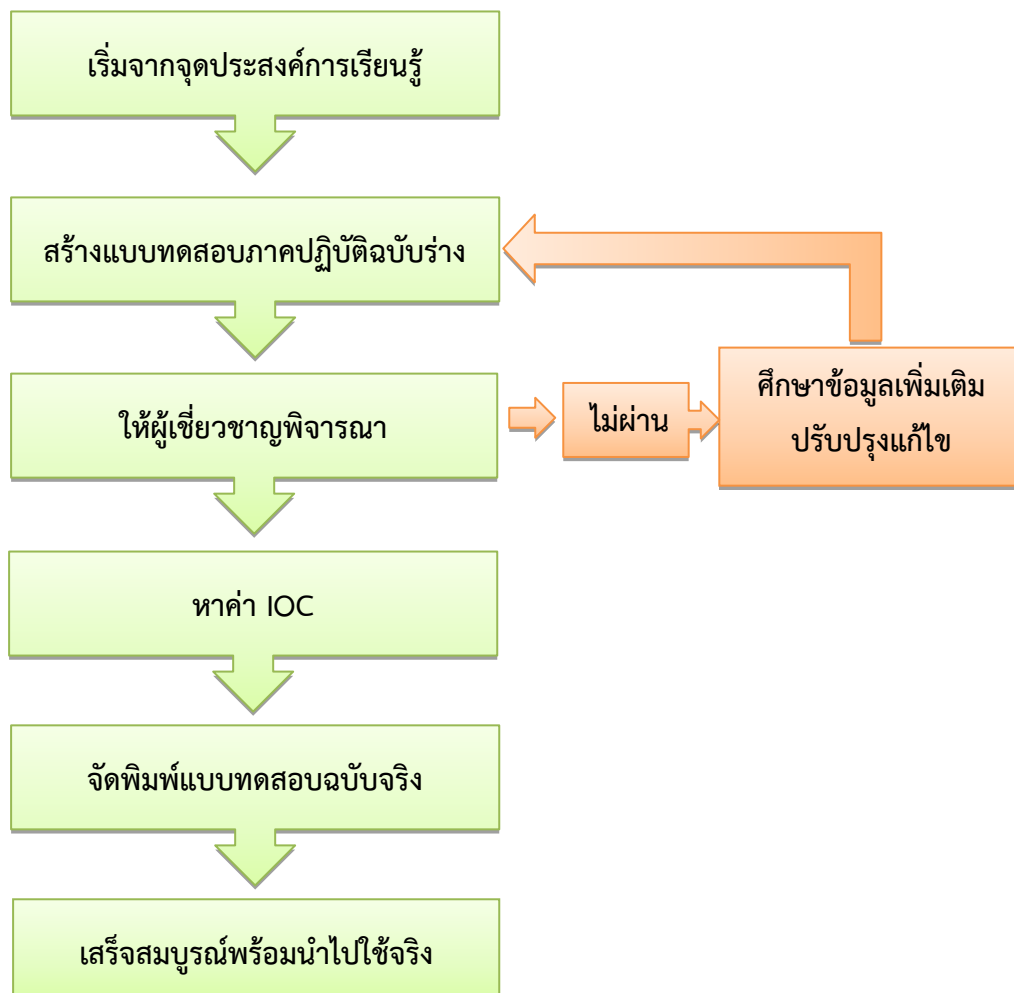 เริ่มจากจุดประสงค์การเรียนรู้
สร้างแบบทดสอบภาคปฏิบัติฉบับร่าง
ให้ผู้เชี่ยวชาญพิจารณา
ไม่ผ่าน
ศึกษาข้อมูลเพิ่มเติม
ปรับปรุงแก้ไข
หาค่า IOC
จัดพิมพ์แบบทดสอบฉบับจริง
เสร็จสมบูรณ์พร้อมนำไปใช้จริง